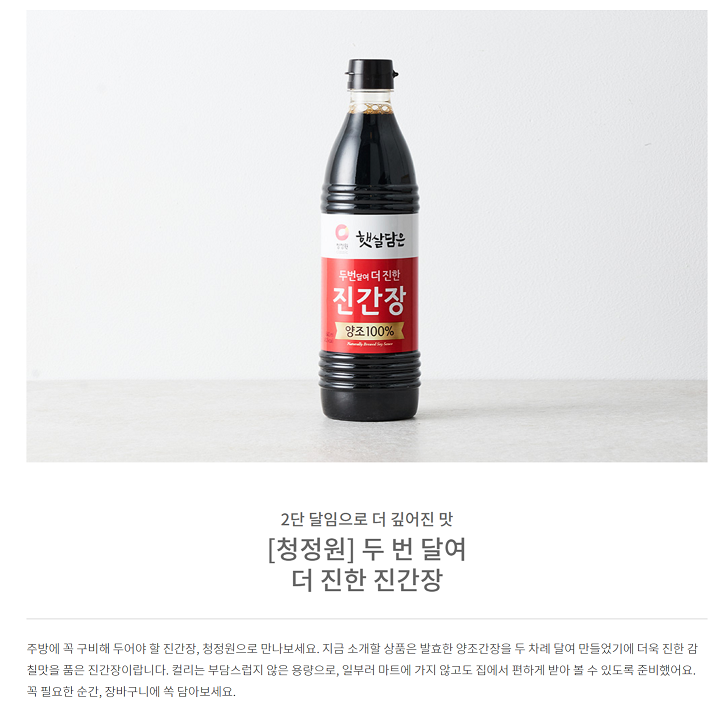 청정원
햇살담은
두번달여 더 진한
진간장
양조100%
Naturally Brewed Soy Sauce
2단 달임으로 더 깊어진 맛
[청정원] 두 번 달여
더 진한 진간장
주방에 꼭 구비해 두어야 할 진간장, 청정원으로 만나보세요. 지금 소개할 상품은 발효한 양조간장을 두 차례 달여 만들었기에 더욱 진한 감
칠맛을 품은 진간장이랍니다. 컬리는 부담스럽지 않은 용량으로, 일부러 마트에 가지 않고도 집에서 편하게 받아 볼 수 있도록 준비했어요.
꼭 필요한 순간, 장바구니에 쏙 담아보세요.